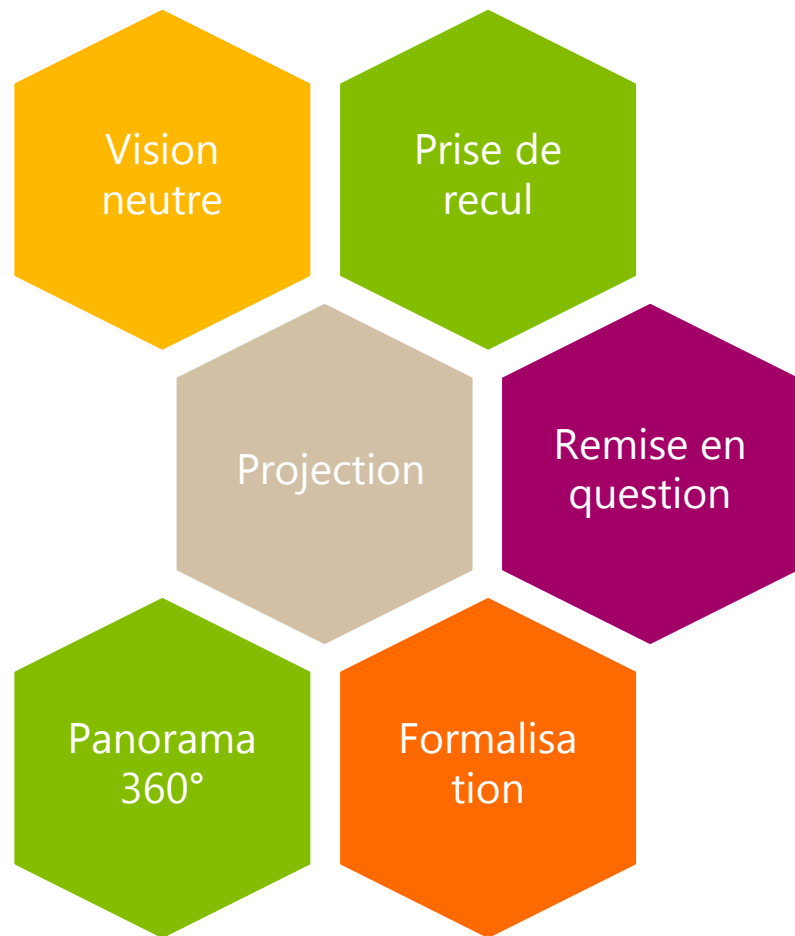 Vision
neutre
Prise de
recul
Projection
Remise en
question
Panorama
360°
Formalisa
tion